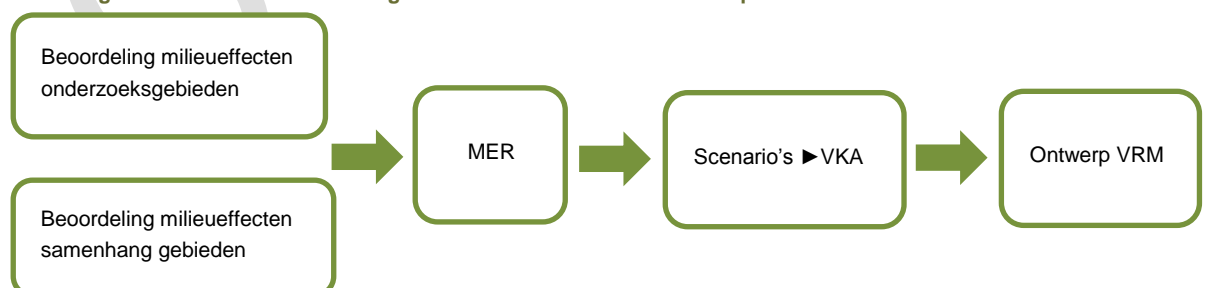 Beoordeling milieueffecten
onderzoeksgebieden
Beoordeling milieueffecten
samenhang gebieden
MER
Scenario's ►VKA
Ontwerp VRM